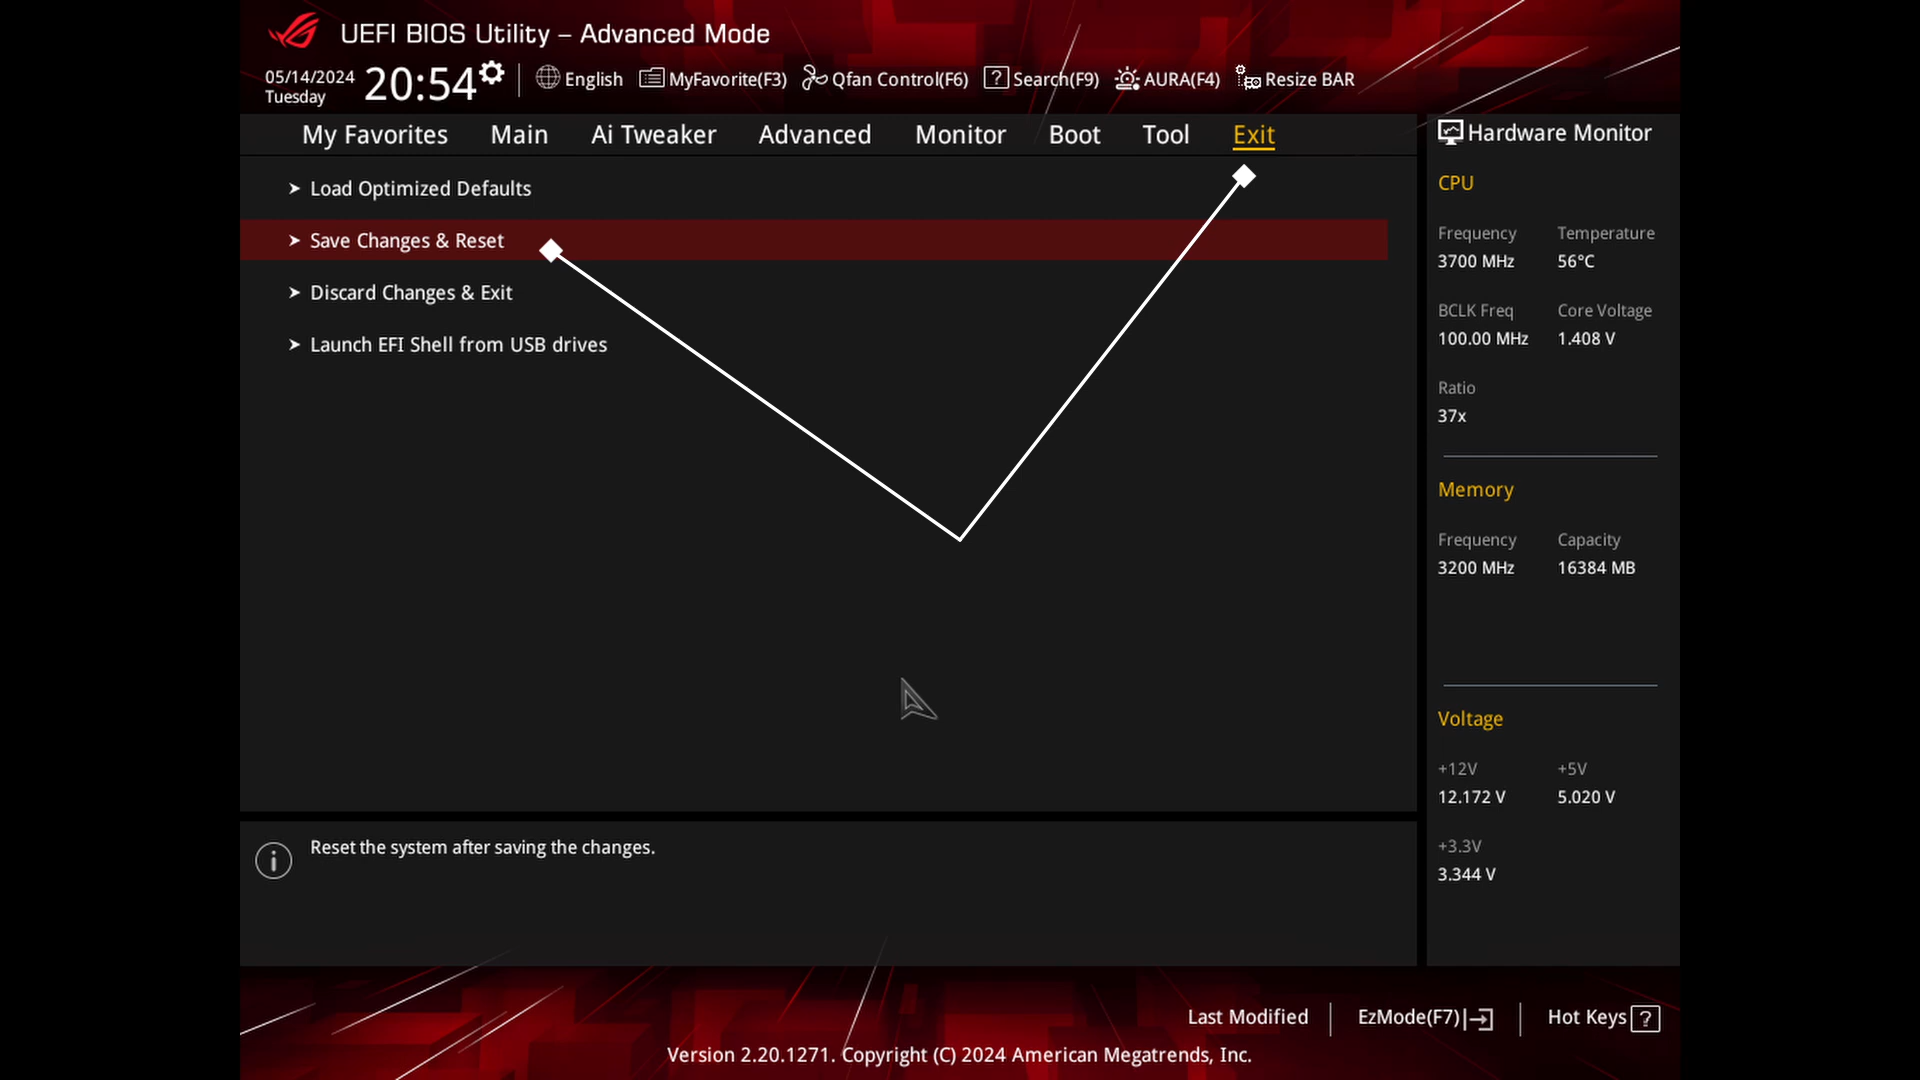 UEFI BIOS Utility – Advanced Mode
05/14/2024
Tuesday
20:54
English
MyFavorite(F3)
Qfan Control(F6)
? Search(F9)
AURA(F4)
Resize BAR
My Favorites
Main
Ai Tweaker
Advanced
Monitor
Boot
Tool
Exit
Load Optimized Defaults
Save Changes & Reset
Discard Changes & Exit
Launch EFI Shell from USB drives
i Reset the system after saving the changes.
Hardware Monitor
CPU
Frequency Temperature
3700 MHz 56°C
BCLK Freq Core Voltage
100.00 MHz 1.408 V
Ratio
37x
Memory
Frequency Capacity
3200 MHz 16384 MB
Voltage
+12V +5V
12.172 V 5.020 V
+3.3V
3.344 V
Last Modified
EzMode(F7)
Hot Keys ?
Version 2.20.1271. Copyright (C) 2024 American Megatrends, Inc.